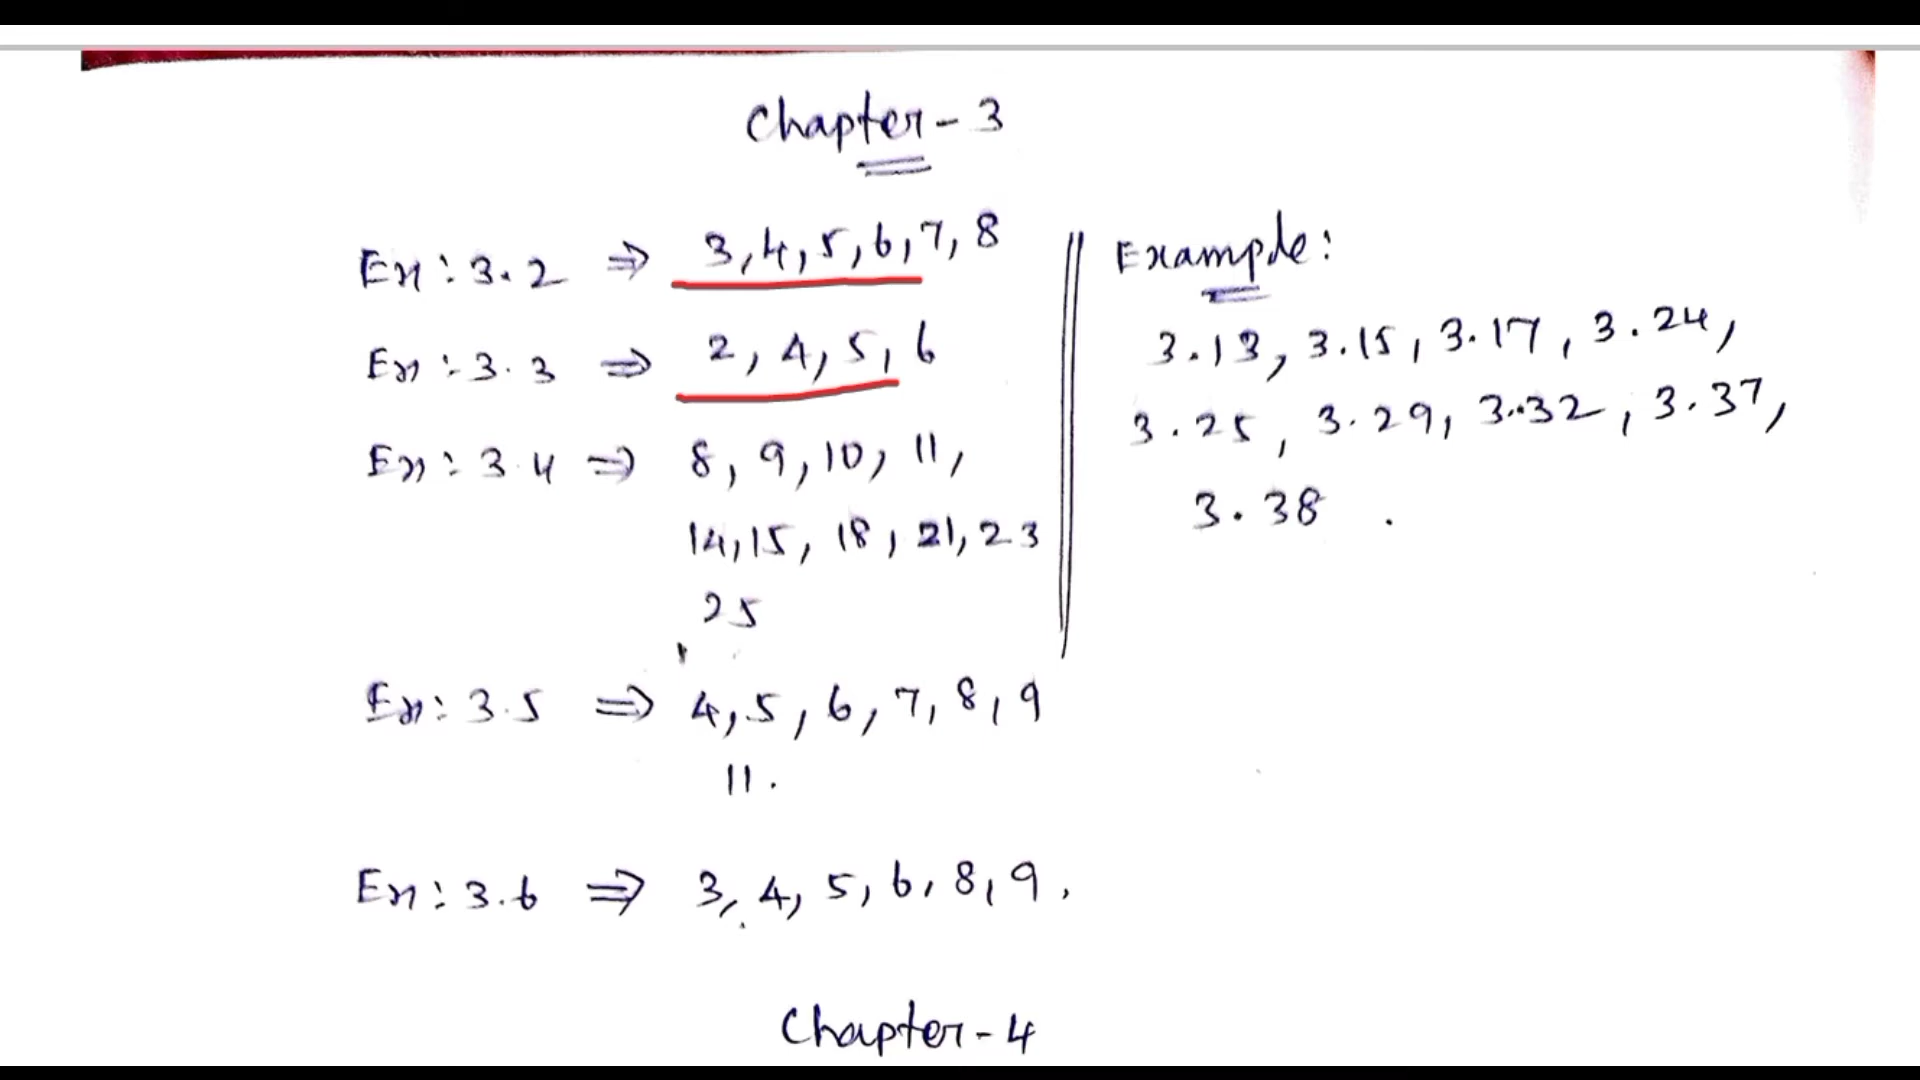 Chapter - 3
Ex : 3.2 ⇒ 3, 4, 5, 6, 7, 8
Ex : 3.3 ⇒ 2, 4, 5, 6
Ex : 3.4 ⇒ 8, 9, 10, 11,
14, 15, 18, 21, 23
25
Ex : 3.5 ⇒ 4, 5, 6, 7, 8, 9
11.
Ex : 3.6 ⇒ 3, 4, 5, 6, 8, 9,
Example :
3.13, 3.15, 3.17, 3.24,
3.25, 3.29, 3.32, 3.37,
3.38 .
Chapter - 4